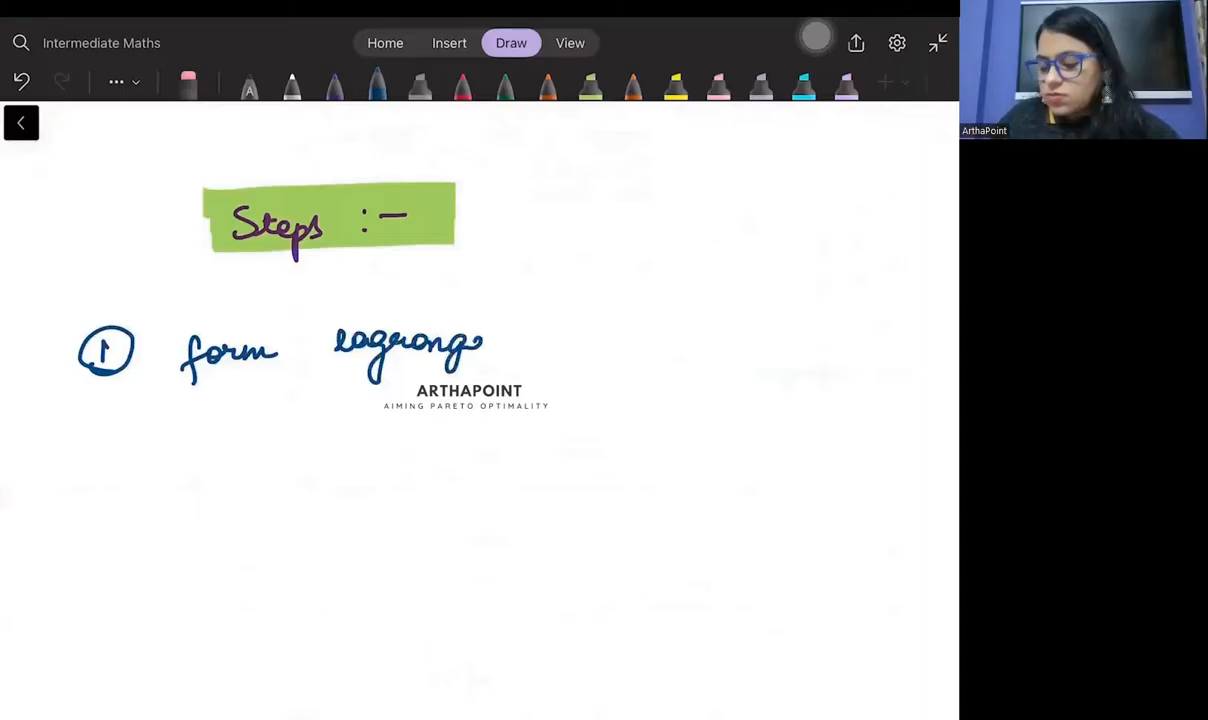 Intermediate Maths
Home Insert Draw View
A
ArthaPoint
Steps :-
① form lagrange
ARTHAPOINT
AIMING PARETO OPTIMALITY